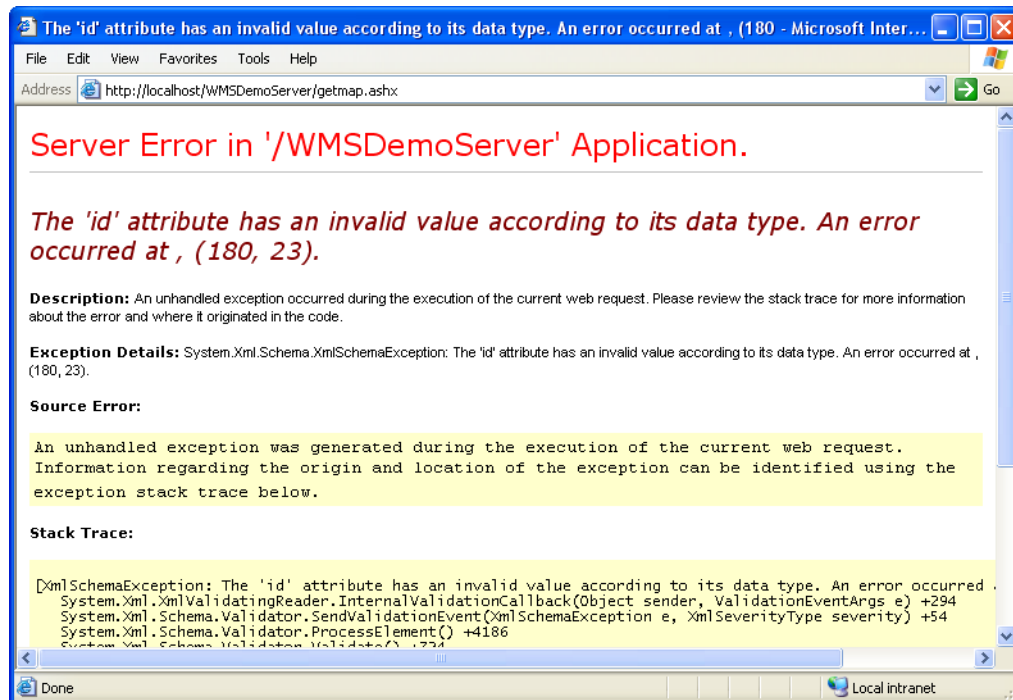 The 'id' attribute has an invalid value according to its data type. An error occurred at , (180 - Microsoft Inter...
File Edit View Favorites Tools Help
Address http://localhost/WMSDemoServer/getmap.ashx Go
Server Error in '/WMSDemoServer' Application.
The 'id' attribute has an invalid value according to its data type. An error
occurred at , (180, 23).
Description: An unhandled exception occurred during the execution of the current web request. Please review the stack trace for more information
about the error and where it originated in the code.
Exception Details: System.Xml.Schema.XmlSchemaException: The 'id' attribute has an invalid value according to its data type. An error occurred at ,
(180, 23).
Source Error:
An unhandled exception was generated during the execution of the current web request.
Information regarding the origin and location of the exception can be identified using the
exception stack trace below.
Stack Trace:
[XmlSchemaException: The 'id' attribute has an invalid value according to its data type. An error occurred
System.Xml.XmlValidatingReader.InternalValidationCallback(Object sender, ValidationEventArgs e) +294
System.Xml.Schema.Validator.SendValidationEvent(XmlSchemaException e, XmlSeverityType severity) +54
System.Xml.Schema.Validator.ProcessElement() +4186
System.Xml.Schema.Validator.Validate() +724
Done Local intranet